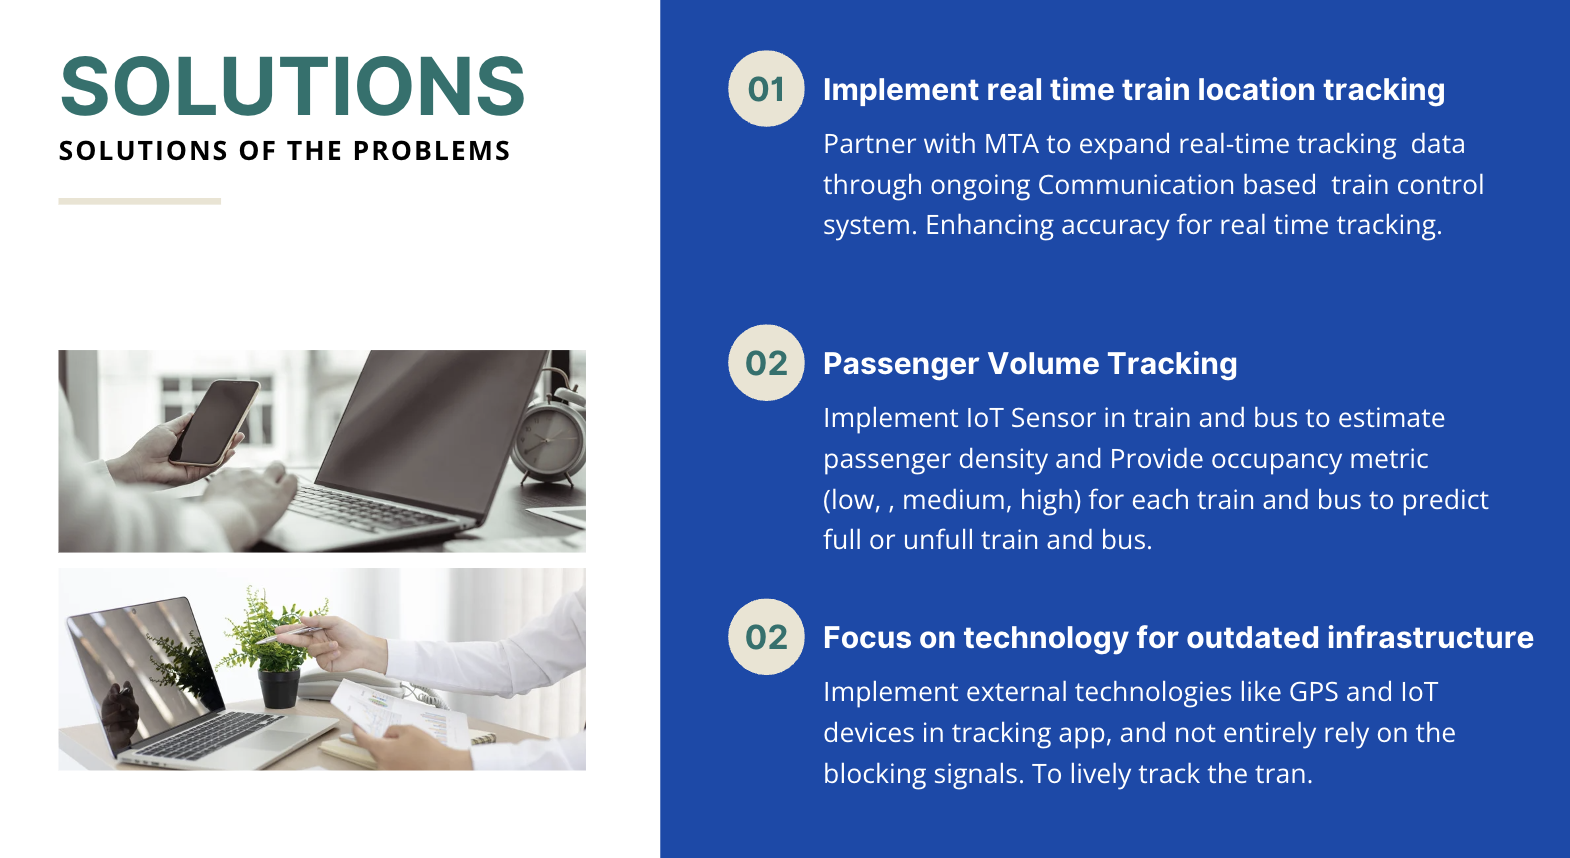 SOLUTIONS
SOLUTIONS OF THE PROBLEMS
01
Implement real time train location tracking
Partner with MTA to expand real-time tracking  data
through ongoing Communication based  train control
system. Enhancing accuracy for real time tracking.
02
Passenger Volume Tracking
Implement IoT Sensor in train and bus to estimate
passenger density and Provide occupancy metric
(low, , medium, high) for each train and bus to predict
full or unfull train and bus.
02
Focus on technology for outdated infrastructure
Implement external technologies like GPS and IoT
devices in tracking app, and not entirely rely on the
blocking signals. To lively track the tran.